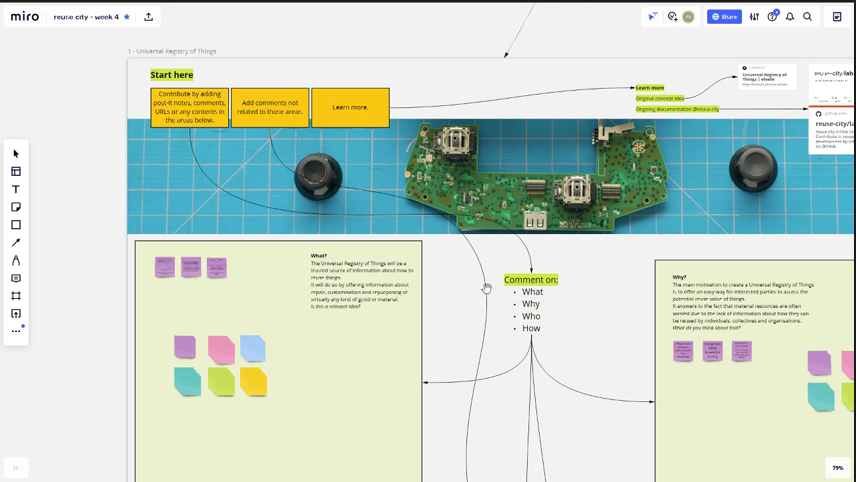 miro
reuse city - week 4
Share
1 - Universal Registry of Things
Start here
Contribute by adding
post-it notes, comments,
URLs or any contents in
the areas below.
Add comments not
related to those areas.
Learn more.
Learn more
Original concept idea
Ongoing documentation @reuse.city
Universal Registry of
Things |
github.com
reuse-city/la
What?
The Universal Registry of Things will be a
trusted source of information about how to
reuse things.
It will do so by offering information about
repair, customisation and repurposing of
virtually any kind of good or material.
Is this a relevant idea?
Comment on:
• What
• Why
• Who
• How
Why?
The main motivation to create a Universal Registry of Things
is to offer an easy way for interested parties to assess the
potential reuse value of things.
It answers to the fact that material resources are often
wasted due to the lack of information about how they can
be reused by individuals, collectives and organisations.
What do you think about that?
79%